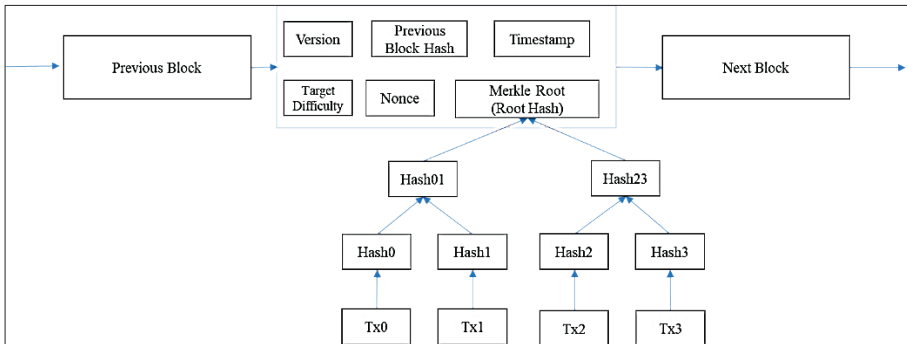 Previous Block
Version
Previous
Block Hash
Timestamp
Target
Difficulty
Nonce
Merkle Root
(Root Hash)
Next Block
Hash01
Hash23
Hash0
Hash1
Hash2
Hash3
Tx0
Tx1
Tx2
Tx3